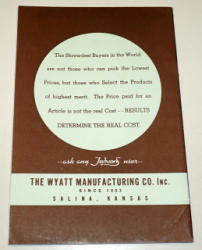 The Shrewdest Buyers in the World
are not those who can pick the Lowest
Prices, but those who Select the Products
of highest merit. The Price paid for an
Article is not the real Cost -- RESULTS
DETERMINE THE REAL COST.
--ask any Jayhawk user--
THE WYATT MANUFACTURING CO. Inc.
SINCE 1903
SALINA, KANSAS